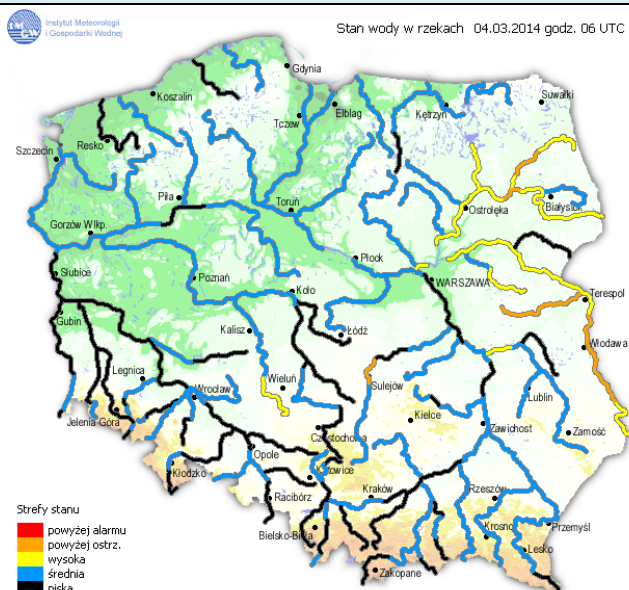 Instytut Meteorologii
i Gospodarki Wodnej
Stan wody w rzekach 04.03.2014 godz. 06 UTC
Gdynia
Koszalin
Suwałki
Tczew
Elbląg
Kętrzyn
Resko
Szczecin
Piła
Toruń
Ostrołęka
Białystok
Gorzów Wlkp.
Płock
Słubice
Poznań
Koło
WARSZAWA
Terespol
Gubin
Kalisz
Łódź
Włodawa
Legnica
Wrocław
Wieluń
Sulejów
Lublin
Jelenia Góra
Kielce
Częstochowa
Zawichost
Zamość
Opole
Kłodzko
Katowice
Racibórz
Kraków
Rzeszów
Strefy stanu
Bielsko-Biała
Krosno
Przemyśl
Lesko
Zakopane
powyżej alarmu
powyżej ostrz.
wysoka
średnia
niska